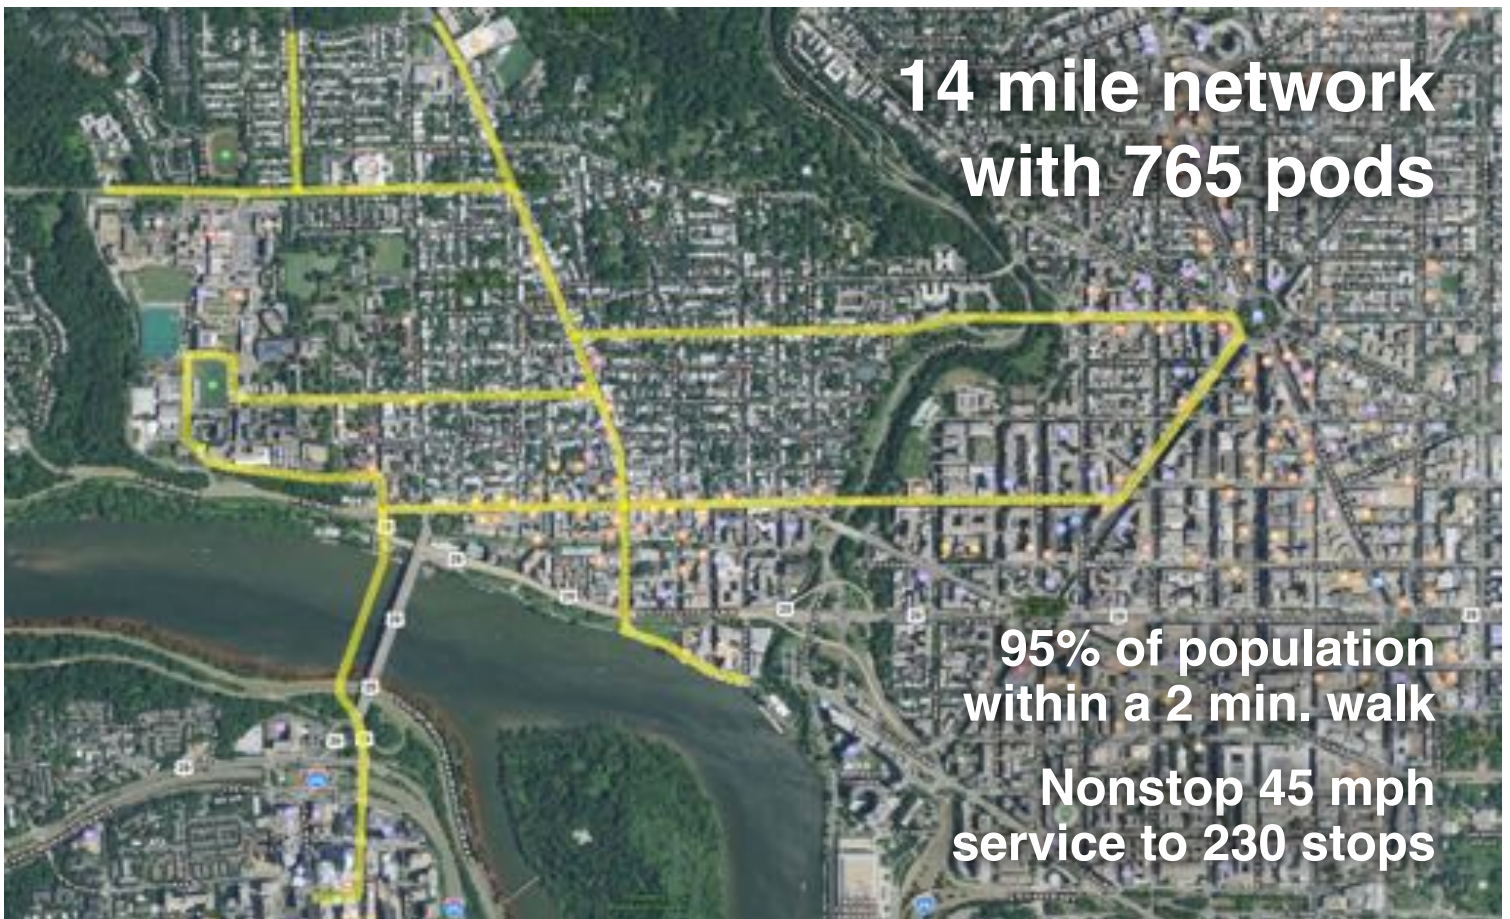 14 mile network
with 765 pods
95% of population
within a 2 min. walk
Nonstop 45 mph
service to 230 stops